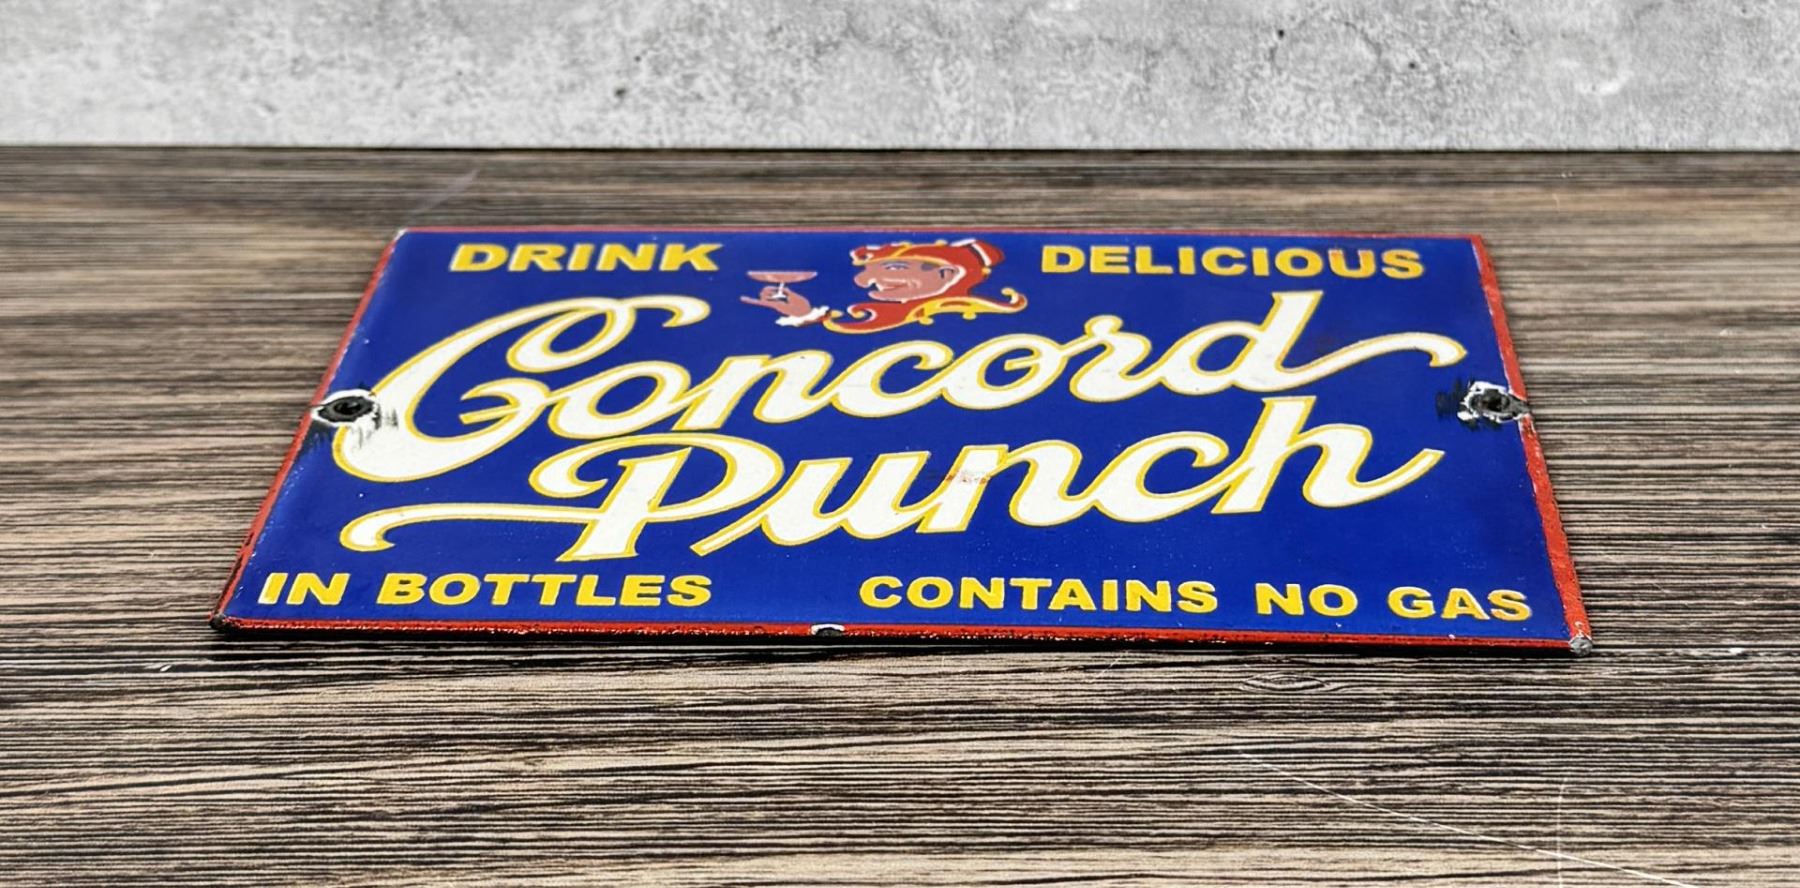 DRINK DELICIOUS
Concord
Punch
IN BOTTLES CONTAINS NO GAS